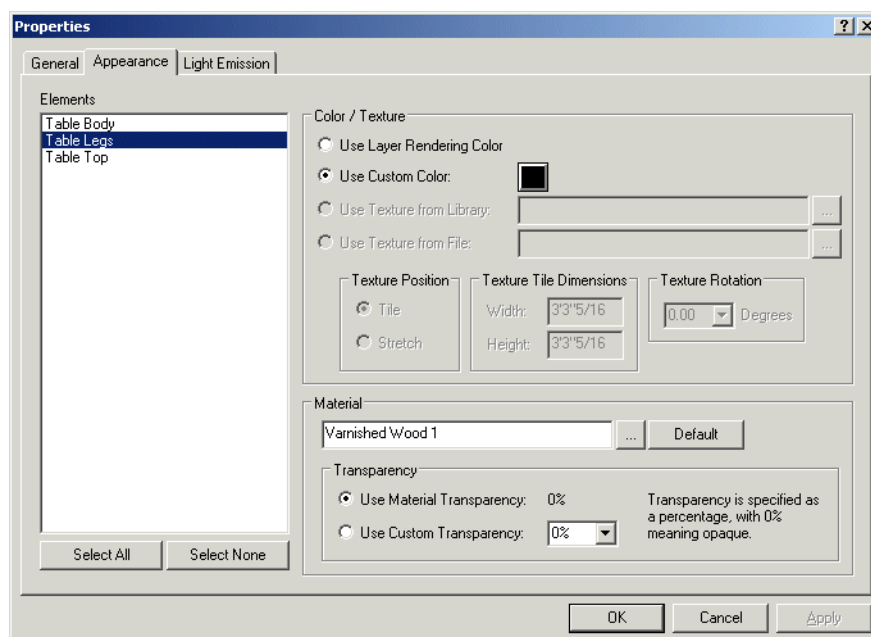 Properties
General Appearance Light Emission
Elements
Table Body
Table Legs
Table Top
Select All Select None
Color / Texture
Use Layer Rendering Color
Use Custom Color:
Use Texture from Library: ...
Use Texture from File: ...
Texture Position
Tile
Stretch
Texture Tile Dimensions
Width: 3'3"5/16
Height: 3'3"5/16
Texture Rotation
0.00 Degrees
Material
Varnished Wood 1 ... Default
Transparency
Use Material Transparency: 0%
Use Custom Transparency: 0%
Transparency is specified as
a percentage, with 0%
meaning opaque.
OK Cancel Apply